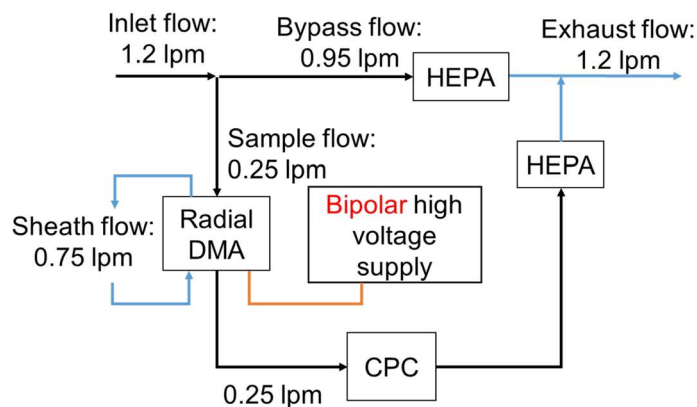 Inlet flow:
1.2 lpm
Bypass flow:
0.95 lpm
Exhaust flow:
1.2 lpm
HEPA
Sample flow:
0.25 lpm
HEPA
Sheath flow:
0.75 lpm
Radial
DMA
Bipolar high
voltage
supply
CPC
0.25 lpm